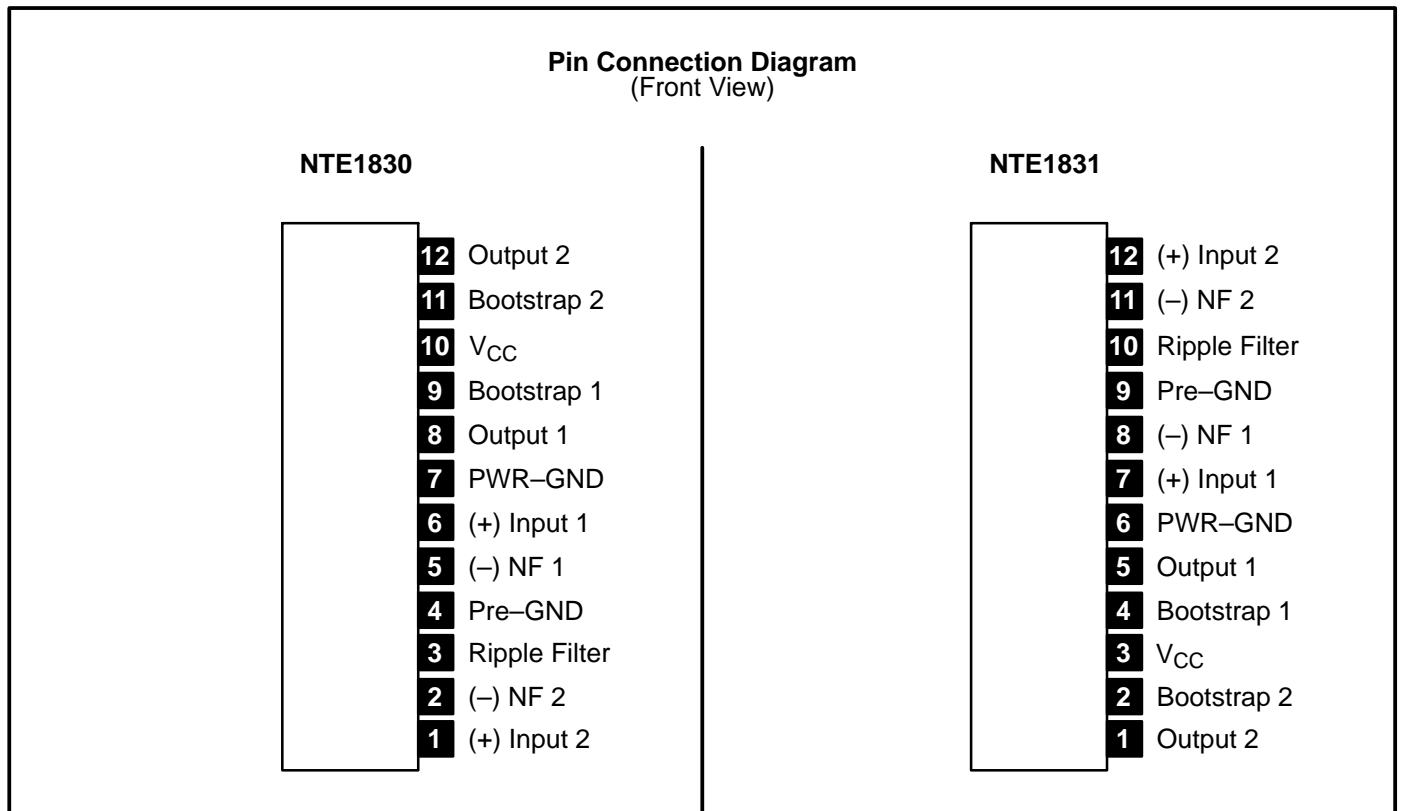 Pin Connection Diagram
(Front View)
NTE1830
12 Output 2
11 Bootstrap 2
10 VCC
9 Bootstrap 1
8 Output 1
7 PWR–GND
6 (+) Input 1
5 (–) NF 1
4 Pre–GND
3 Ripple Filter
2 (–) NF 2
1 (+) Input 2
NTE1831
12 (+) Input 2
11 (–) NF 2
10 Ripple Filter
9 Pre–GND
8 (–) NF 1
7 (+) Input 1
6 PWR–GND
5 Output 1
4 Bootstrap 1
3 VCC
2 Bootstrap 2
1 Output 2